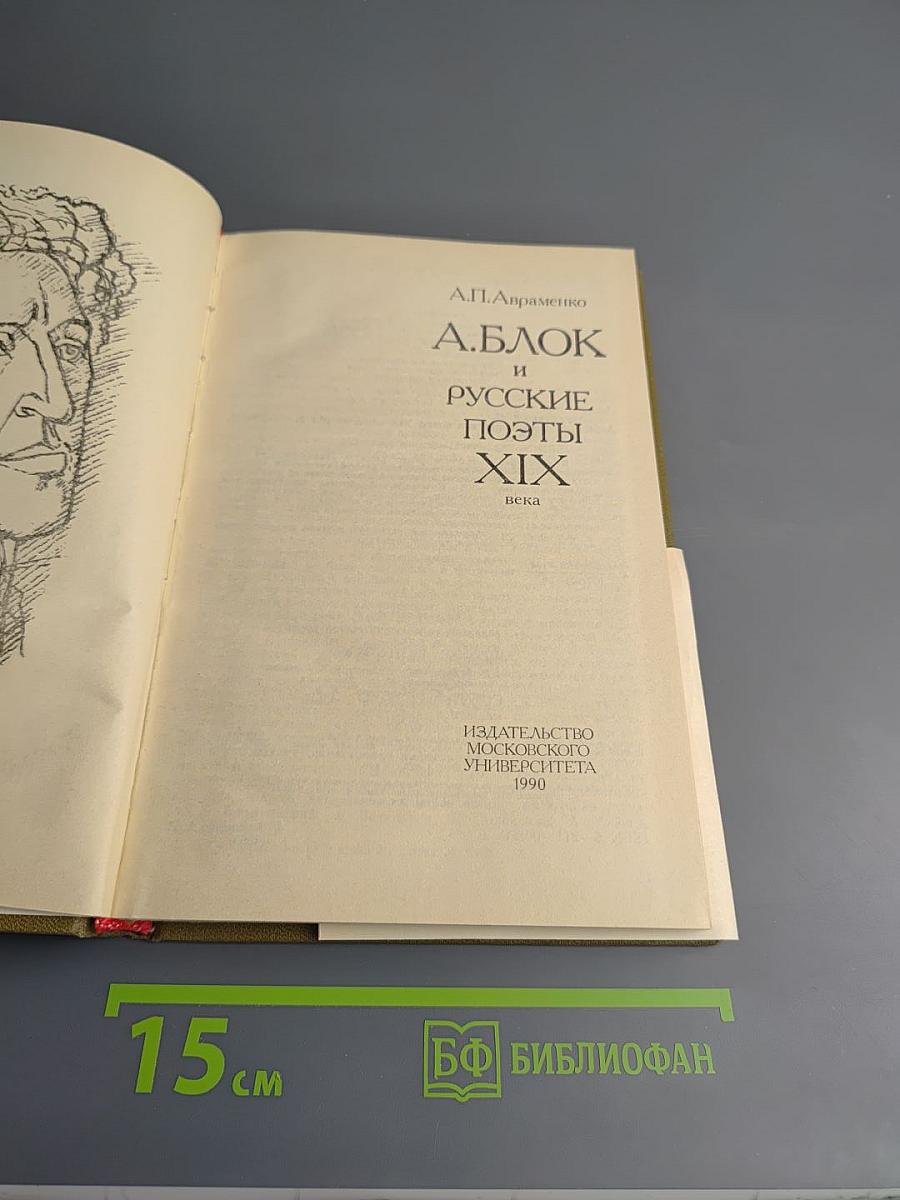 А.П.Авраменко
А.БЛОК
и
РУССКИЕ
ПОЭТЫ
XIX
века
ИЗДАТЕЛЬСТВО
МОСКОВСКОГО
УНИВЕРСИТЕТА
1990
15 см
БФ БИБЛИОФАН